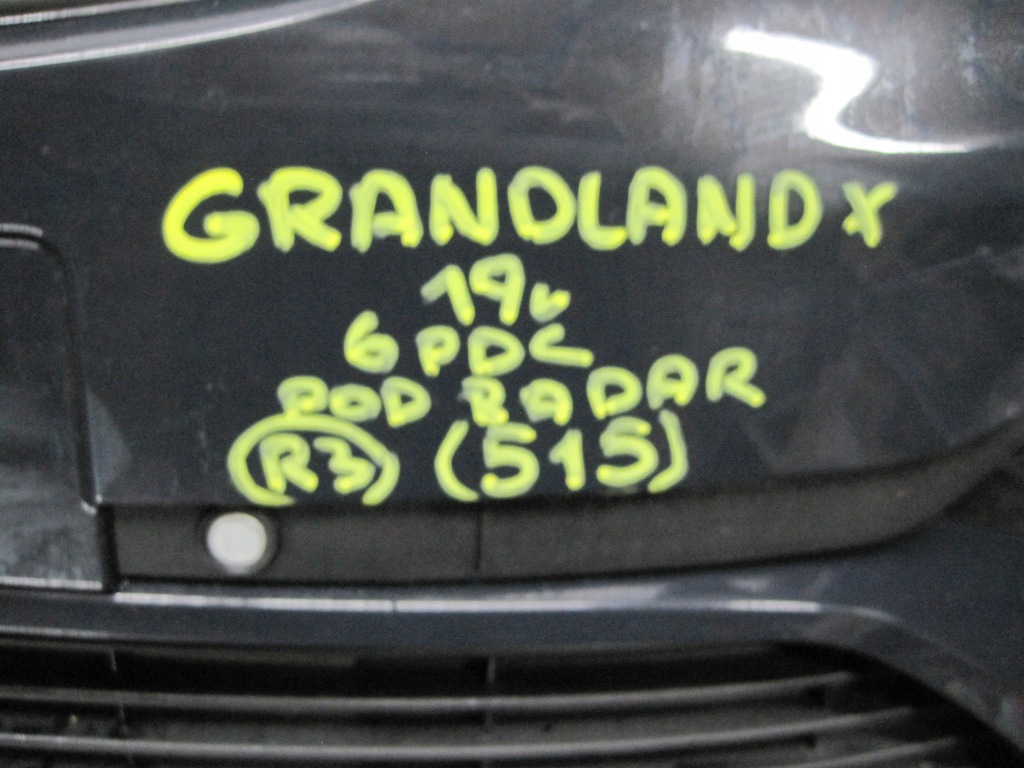 GRANDLAND X
19r
6 PDC
POD RADAR
(R3) (515)